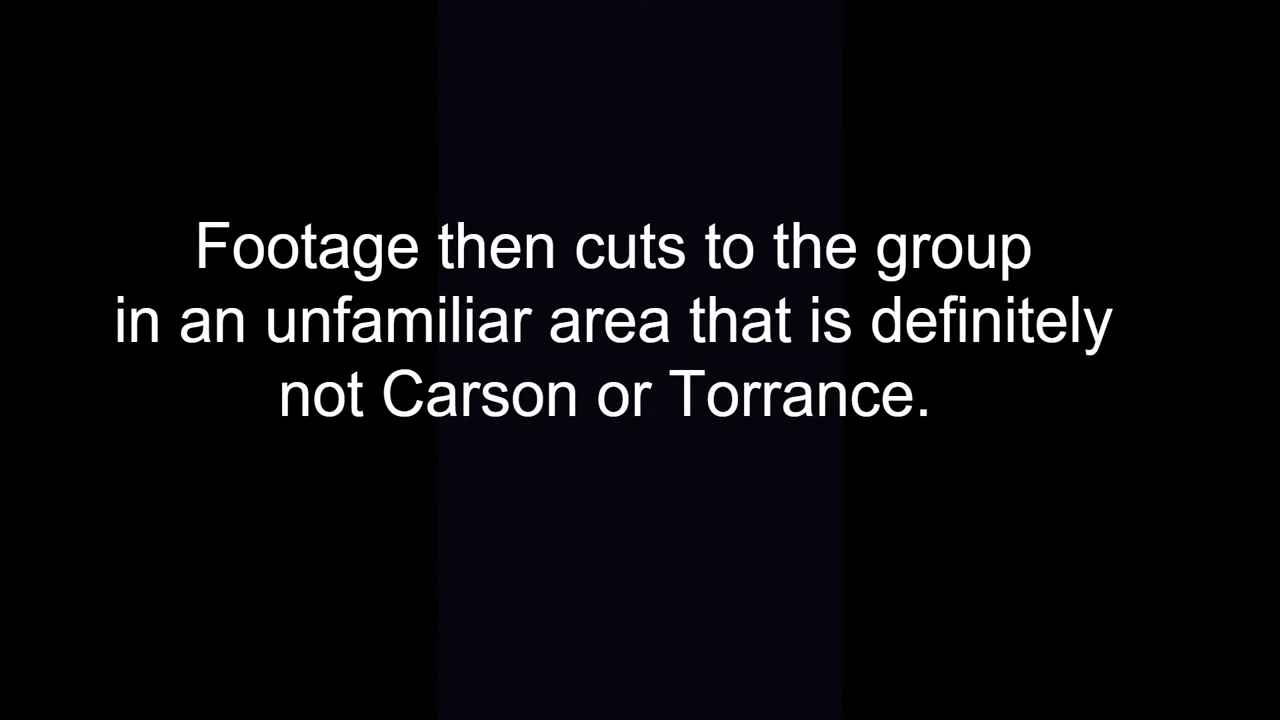 Footage then cuts to the group
in an unfamiliar area that is definitely
not Carson or Torrance.